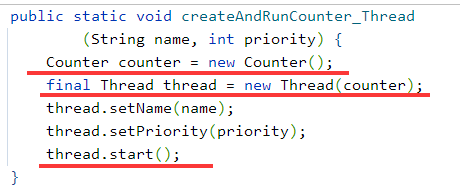 public static void createAndRunCounter_Thread
(String name, int priority) {
Counter counter = new Counter();
final Thread thread = new Thread(counter);
thread.setName(name);
thread.setPriority(priority);
thread.start();
}